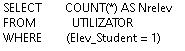 SELECT COUNT(*) AS Nrelev
FROM UTILIZATOR
WHERE (Elev_Student = 1)